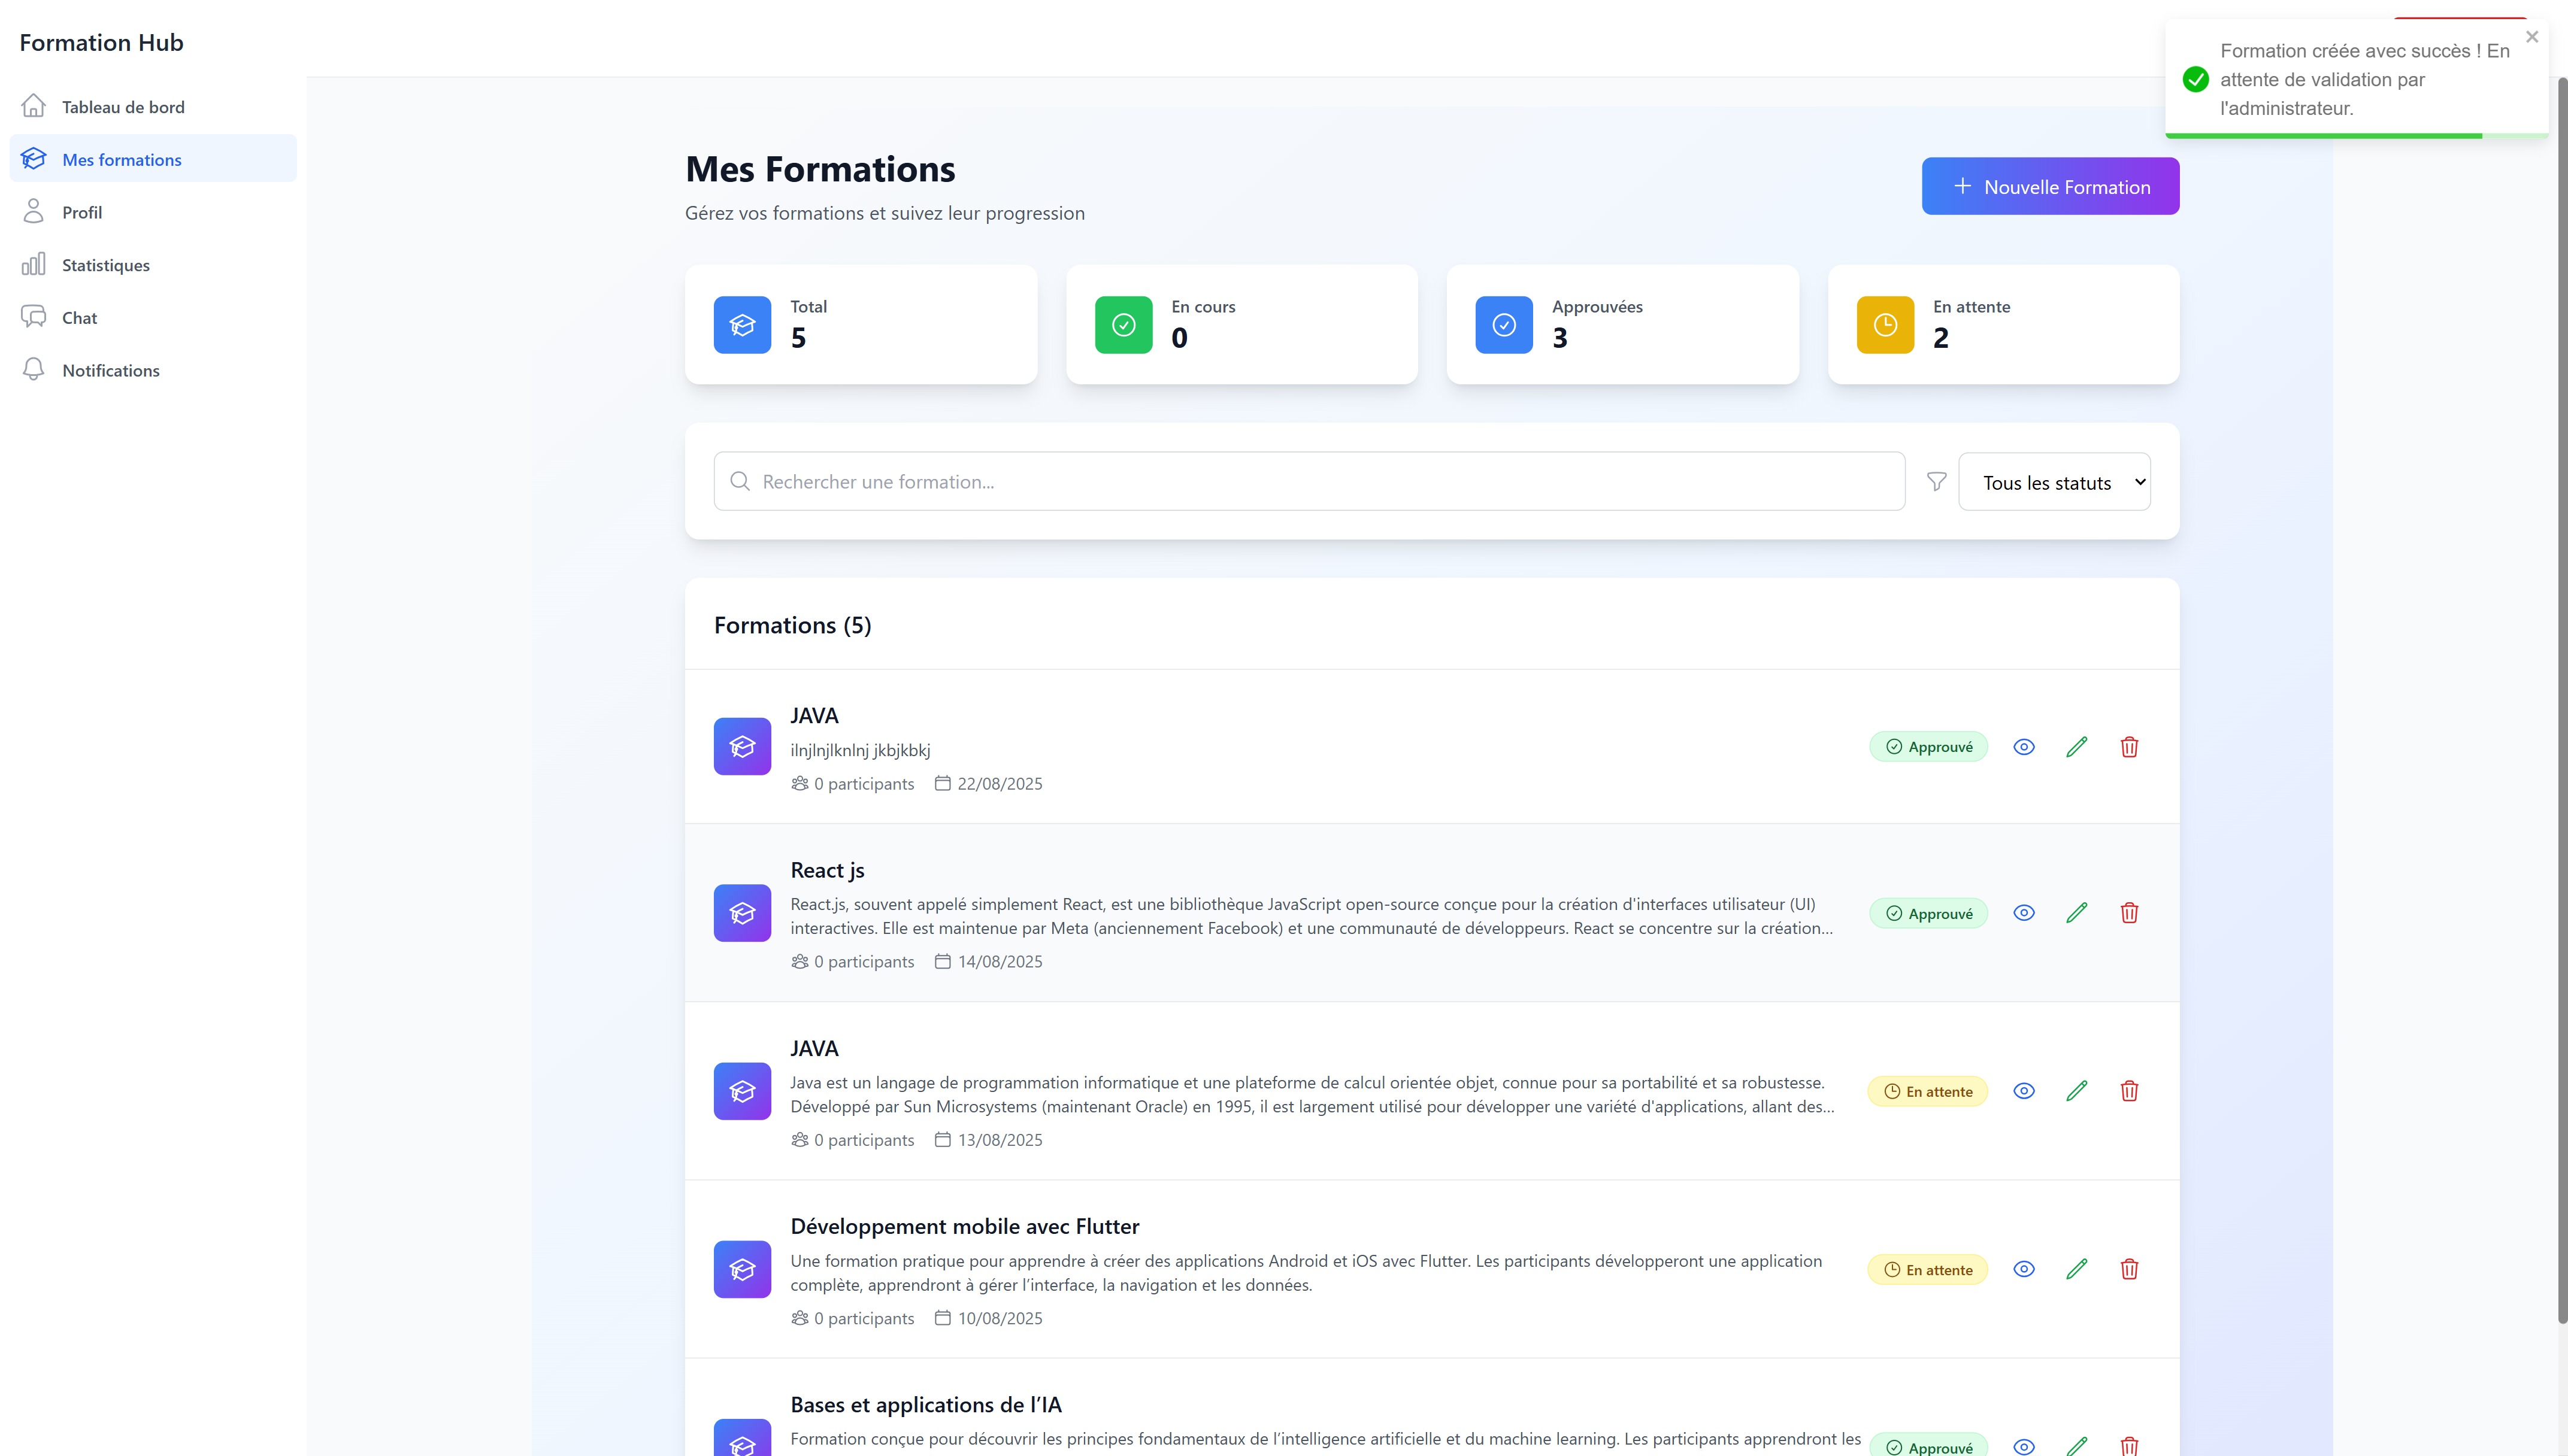 Formation Hub
Tableau de bord
Mes formations
Profil
Statistiques
Chat
Notifications
Formation créée avec succès ! En
attente de validation par
l'administrateur.
Mes Formations
Gérez vos formations et suivez leur progression
Nouvelle Formation
Total
5
En cours
0
Approuvées
3
En attente
2
Rechercher une formation...
Tous les statuts
Formations (5)
JAVA
ilnjlnjlknlnj jkbjkbkj
0 participants 22/08/2025
Approuvé
React js
React.js, souvent appelé simplement React, est une bibliothèque JavaScript open-source conçue pour la création d'interfaces utilisateur (UI)
interactives. Elle est maintenue par Meta (anciennement Facebook) et une communauté de développeurs. React se concentre sur la création...
0 participants 14/08/2025
Approuvé
JAVA
Java est un langage de programmation informatique et une plateforme de calcul orientée objet, connue pour sa portabilité et sa robustesse.
Développé par Sun Microsystems (maintenant Oracle) en 1995, il est largement utilisé pour développer une variété d'applications, allant des...
0 participants 13/08/2025
En attente
Développement mobile avec Flutter
Une formation pratique pour apprendre à créer des applications Android et iOS avec Flutter. Les participants développeront une application
complète, apprendront à gérer l’interface, la navigation et les données.
0 participants 10/08/2025
En attente
Bases et applications de l’IA
Formation conçue pour découvrir les principes fondamentaux de l’intelligence artificielle et du machine learning. Les participants apprendront les
Approuvé